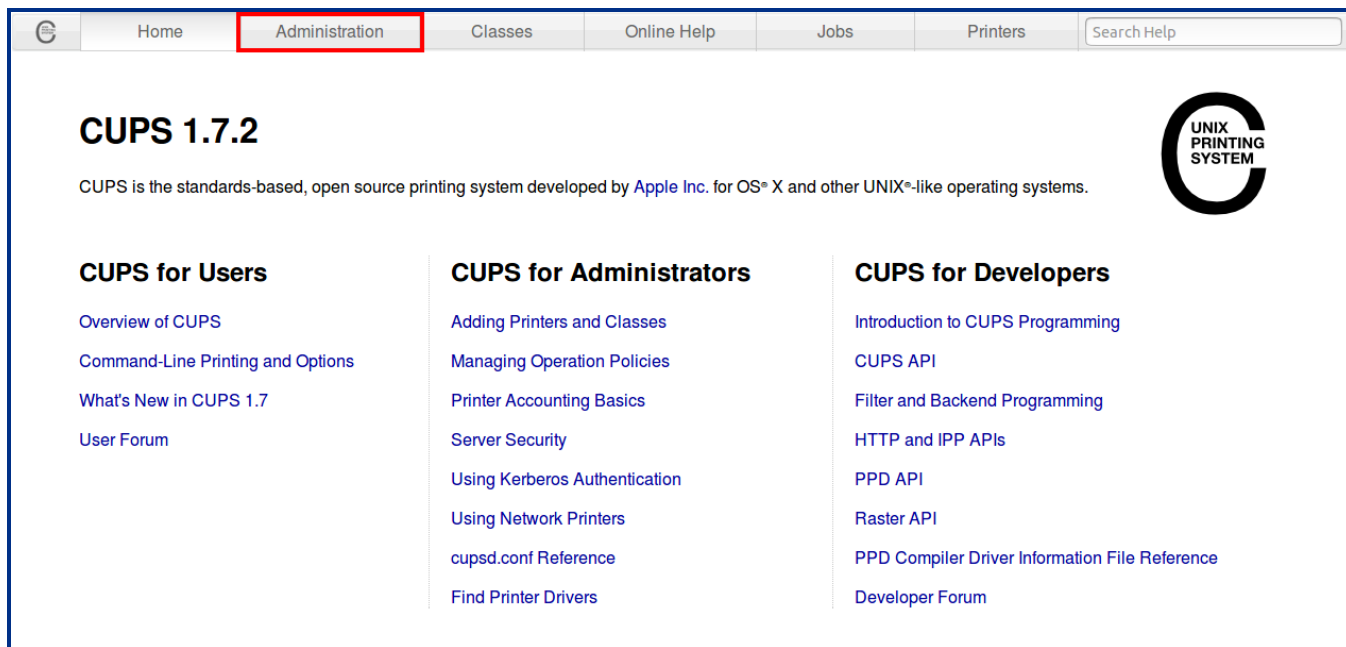 Home Administration Classes Online Help Jobs Printers Search Help
CUPS 1.7.2
UNIX
PRINTING
SYSTEM
CUPS is the standards-based, open source printing system developed by Apple Inc. for OS® X and other UNIX®-like operating systems.
CUPS for Users
Overview of CUPS
Command-Line Printing and Options
What's New in CUPS 1.7
User Forum
CUPS for Administrators
Adding Printers and Classes
Managing Operation Policies
Printer Accounting Basics
Server Security
Using Kerberos Authentication
Using Network Printers
cupsd.conf Reference
Find Printer Drivers
CUPS for Developers
Introduction to CUPS Programming
CUPS API
Filter and Backend Programming
HTTP and IPP APIs
PPD API
Raster API
PPD Compiler Driver Information File Reference
Developer Forum